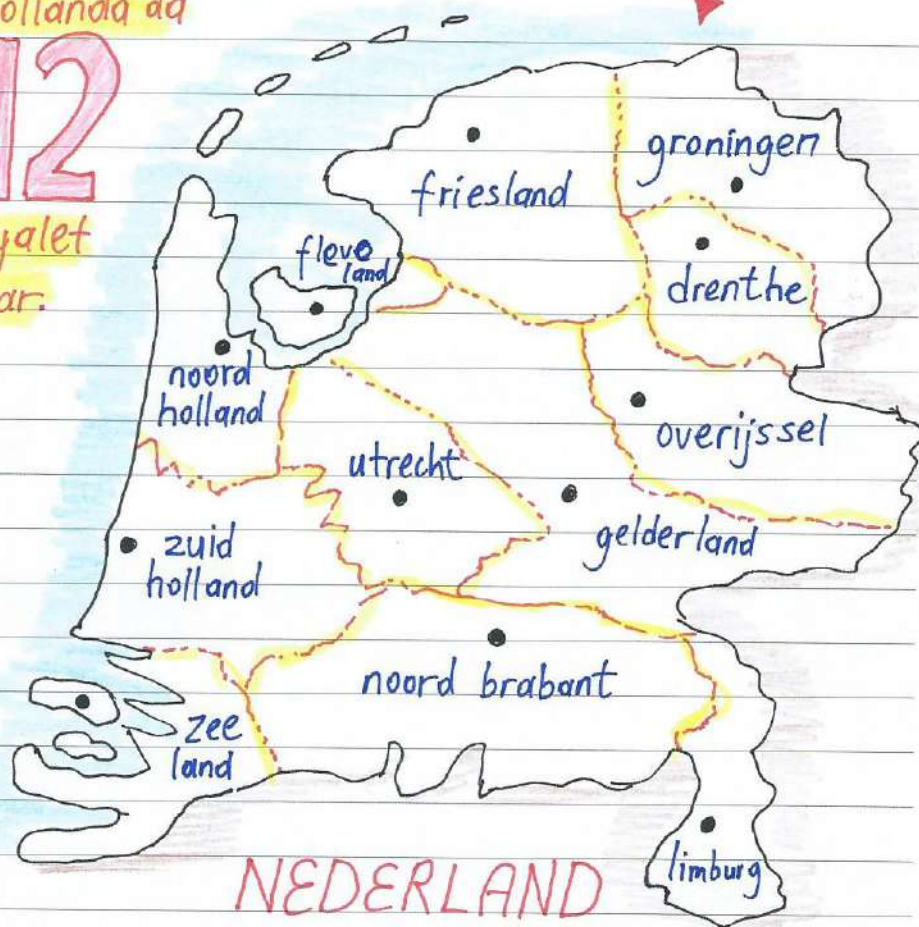 ollanda da
12
yalet
ar.
friesland
groningen
drenthe
flevo
land
noord
holland
overijssel
utrecht
gelderland
zuid
holland
noord brabant
zee
land
limburg
NEDERLAND